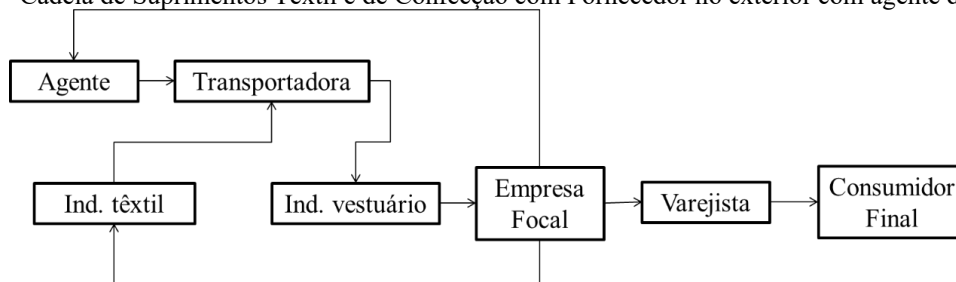 Cadeia de Suprimentos Têxtil e de Confecção com Fornecedor no exterior com agente
Agente
Transportadora
Ind. têxtil
Ind. vestuário
Empresa
Focal
Varejista
Consumidor
Final